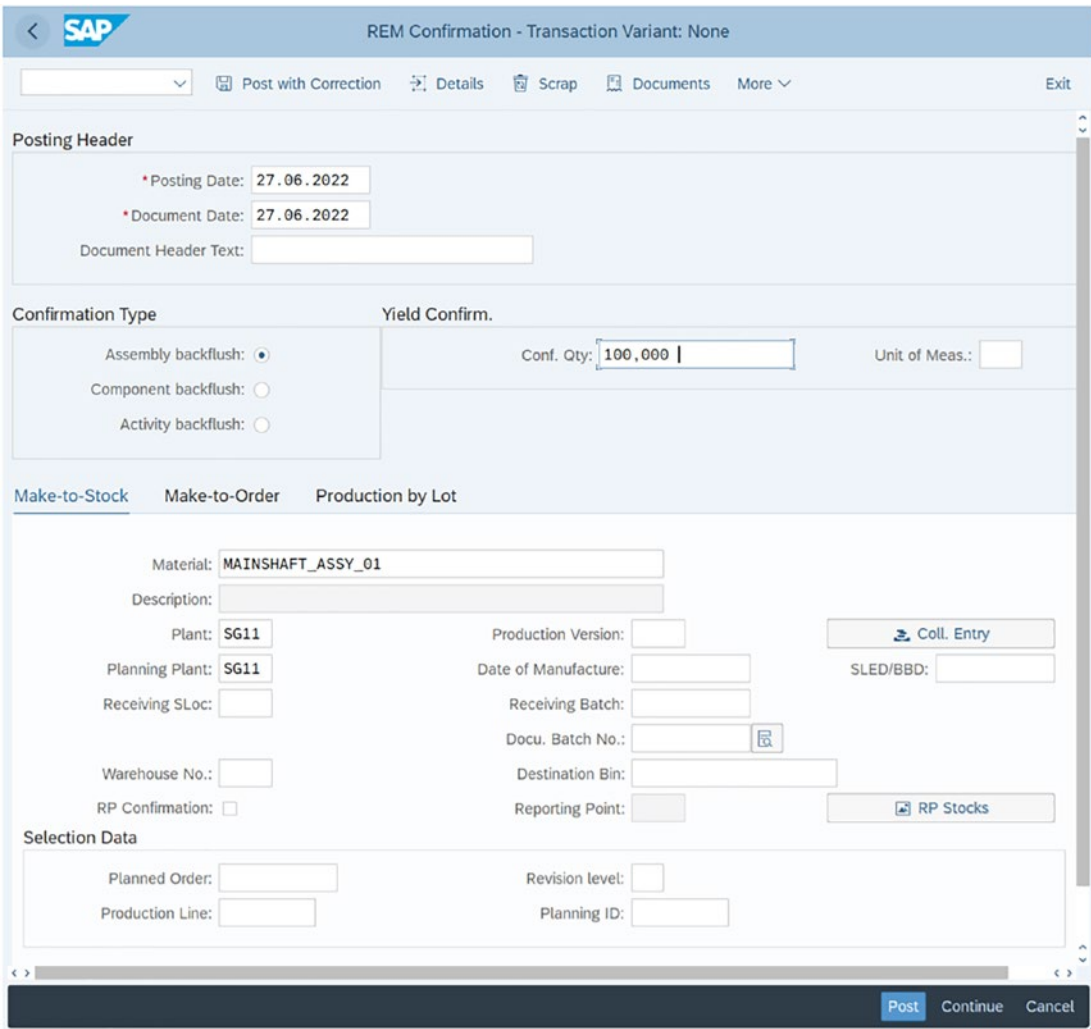 SAP
REM Confirmation - Transaction Variant: None
Post with Correction Details Scrap Documents More Exit
Posting Header
*Posting Date: 27.06.2022
*Document Date: 27.06.2022
Document Header Text:
Confirmation Type Yield Confirm.
Assembly backflush: Conf. Qty: 100,000 Unit of Meas.:
Component backflush:
Activity backflush:
Make-to-Stock Make-to-Order Production by Lot
Material: MAINSHAFT_ASSY_01
Description:
Plant: SG11 Production Version: Coll. Entry
Planning Plant: SG11 Date of Manufacture: SLED/BBD:
Receiving SLoc: Receiving Batch:
Docu. Batch No.:
Warehouse No.: Destination Bin:
RP Confirmation: Reporting Point: RP Stocks
Selection Data
Planned Order: Revision level:
Production Line: Planning ID:
Post Continue Cancel